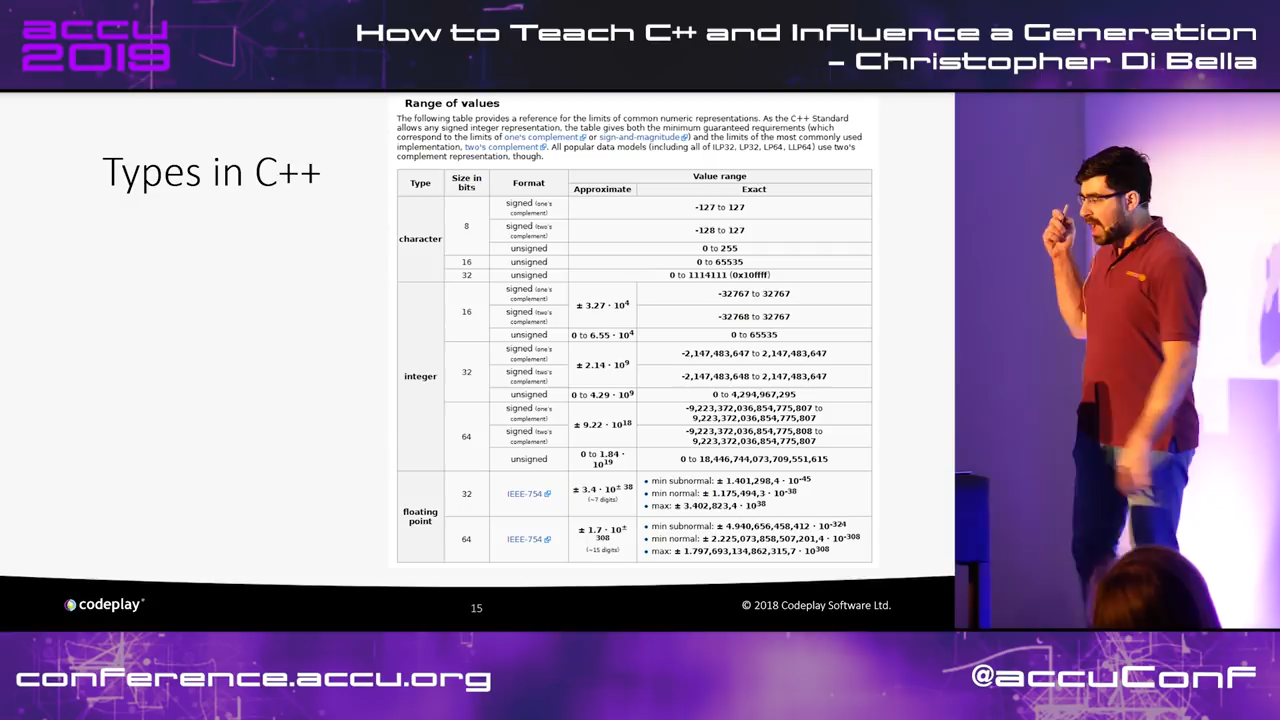 accu
2019
How to Teach C++ and Influence a Generation
– Christopher Di Bella
Types in C++
Range of values
The following table provides a reference for the limits of common numeric representations. As the C++ Standard
allows any signed integer representation, the table gives both the minimum guaranteed requirements (which
correspond to the limits of one's complement or sign-and-magnitude) and the limits of the most commonly used
implementation, two's complement. All popular data models (including all of ILP32, LP32, LP64, LLP64) use two's
complement representation, though.
Type Size in bits Format Value range
Approximate Exact
character 8 signed (one's complement) -127 to 127
signed (two's complement) -128 to 127
unsigned 0 to 255
16 unsigned 0 to 65535
32 unsigned 0 to 1114111 (0x10ffff)
integer 16 signed (one's complement) ± 3.27 · 10⁴ -32767 to 32767
signed (two's complement) -32768 to 32767
unsigned 0 to 6.55 · 10⁴ 0 to 65535
32 signed (one's complement) ± 2.14 · 10⁹ -2,147,483,647 to 2,147,483,647
signed (two's complement) -2,147,483,648 to 2,147,483,647
unsigned 0 to 4.29 · 10⁹ 0 to 4,294,967,295
64 signed (one's complement) ± 9.22 · 10¹⁸ -9,223,372,036,854,775,807 to 9,223,372,036,854,775,807
signed (two's complement) -9,223,372,036,854,775,808 to 9,223,372,036,854,775,807
unsigned 0 to 1.84 · 10¹⁹ 0 to 18,446,744,073,709,551,615
floating point 32 IEEE-754 ± 3.4 · 10± 38 (~7 digits)
• min subnormal: ± 1.401,298,4 · 10⁻⁴⁵
• min normal: ± 1.175,494,3 · 10⁻³⁸
• max: ± 3.402,823,4 · 10³⁸
64 IEEE-754 ± 1.7 · 10± 308 (~15 digits)
• min subnormal: ± 4.940,656,458,412 · 10⁻³²⁴
• min normal: ± 2.225,073,858,507,201,4 · 10⁻³⁰⁸
• max: ± 1.797,693,134,862,315,7 · 10³⁰⁸
codeplay
15
© 2018 Codeplay Software Ltd.
conference.accu.org
@accuConf